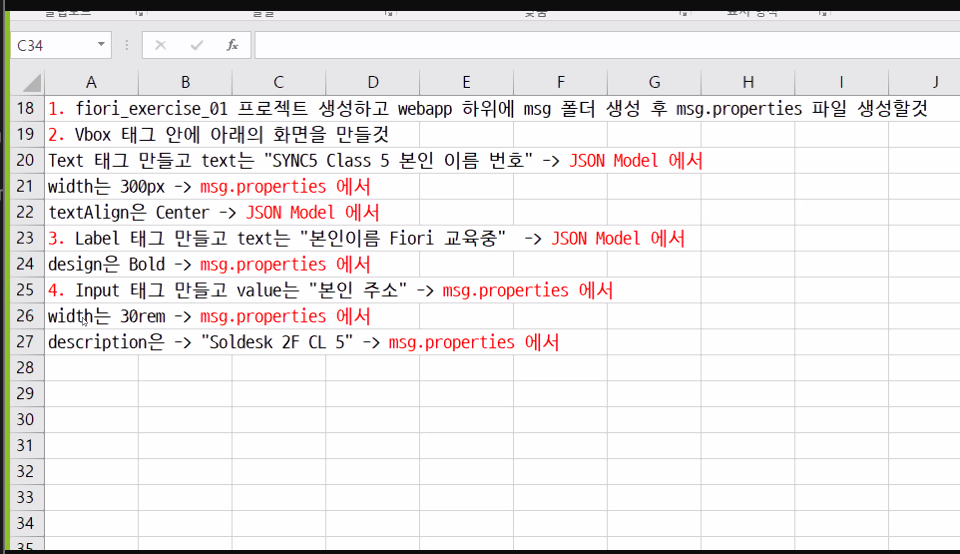 맞춤
표시 형식
C34
fx
A B C D E F G H I J
18 1. fiori_exercise_01 프로젝트 생성하고 webapp 하위에 msg 폴더 생성 후 msg.properties 파일 생성할것
19 2. Vbox 태그 안에 아래의 화면을 만들것
20 Text 태그 만들고 text는 "SYNC5 Class 5 본인 이름 번호" -> JSON Model 에서
21 width는 300px -> msg.properties 에서
22 textAlign은 Center -> JSON Model 에서
23 3. Label 태그 만들고 text는 "본인이름 Fiori 교육중" -> JSON Model 에서
24 design은 Bold -> msg.properties 에서
25 4. Input 태그 만들고 value는 "본인 주소" -> msg.properties 에서
26 width는 30rem -> msg.properties 에서
27 description은 -> "Soldesk 2F CL 5" -> msg.properties 에서
28
29
30
31
32
33
34
35